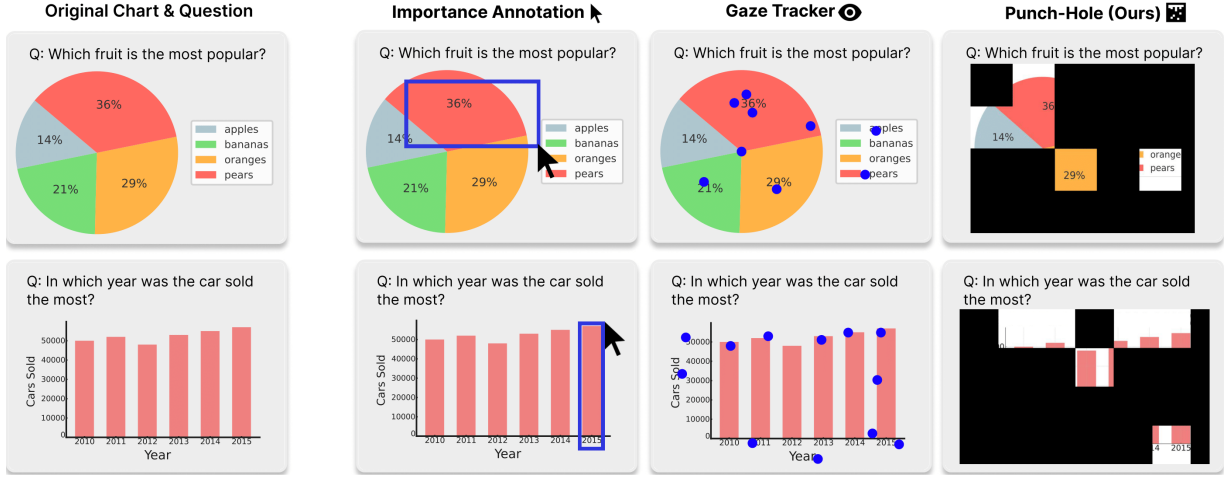 Original Chart & Question
Importance Annotation
Gaze Tracker
Punch-Hole (Ours)
Q: Which fruit is the most popular?
36%
14%
21%
29%
apples
bananas
oranges
pears
Q: Which fruit is the most popular?
36%
14%
21%
29%
apples
bananas
oranges
pears
Q: Which fruit is the most popular?
36%
14%
21%
29%
apples
bananas
oranges
pears
Q: Which fruit is the most popular?
36
14%
29%
orange
pears
Q: In which year was the car sold
the most?
Cars Sold
50000
40000
30000
20000
10000
0
2010 2011 2012 2013 2014 2015
Year
Q: In which year was the car sold
the most?
Cars Sold
50000
40000
30000
20000
10000
0
2010 2011 2012 2013 2014 2015
Year
Q: In which year was the car sold
the most?
Cars Sold
50000
40000
30000
20000
10000
0
2010 2011 2012 2013 2014 2015
Year
Q: In which year was the car sold
the most?
14 2015